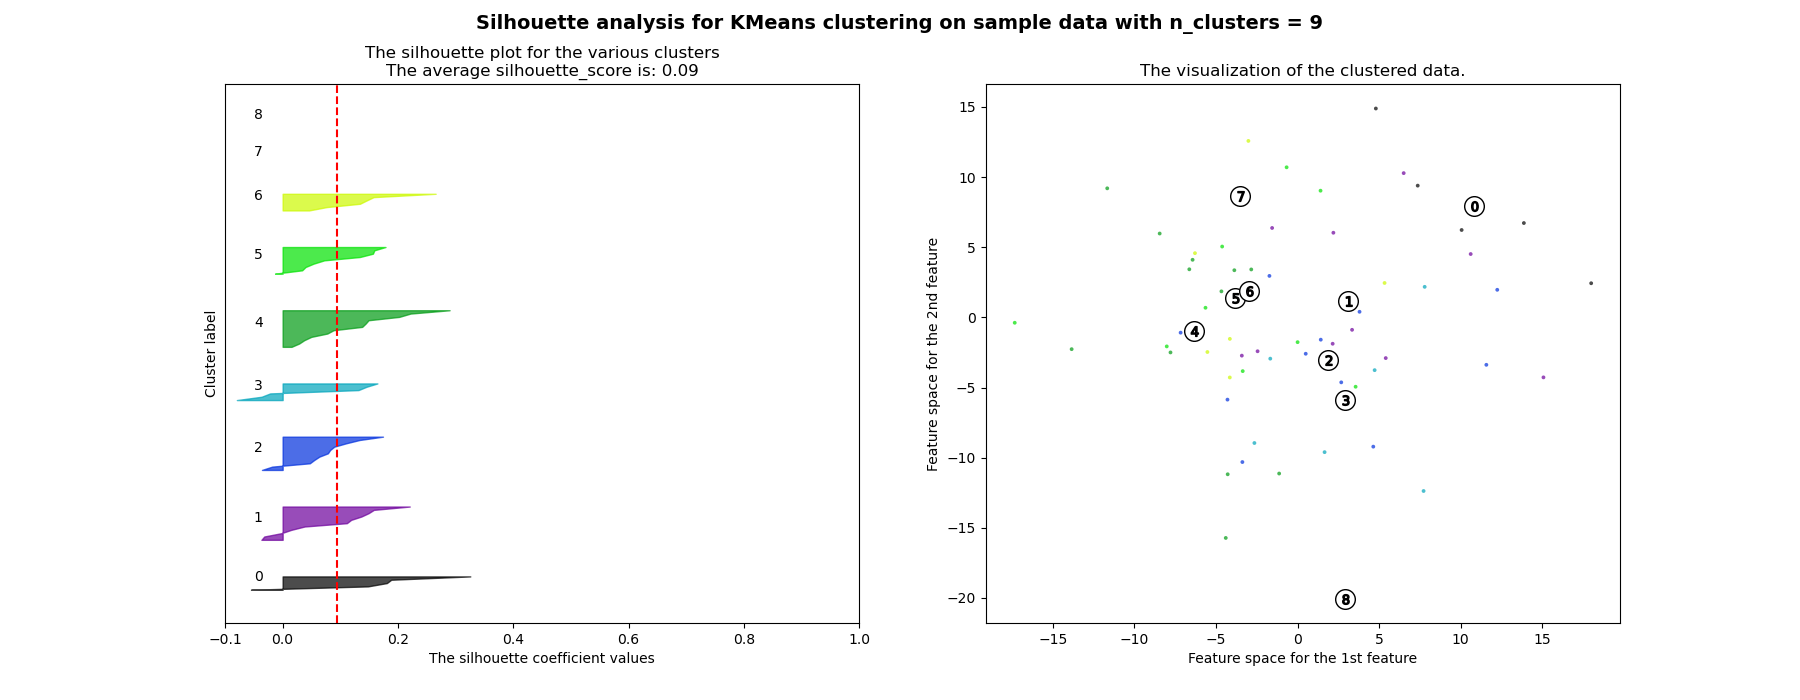 Silhouette analysis for KMeans clustering on sample data with n_clusters = 9
The silhouette plot for the various clusters
The average silhouette_score is: 0.09
8
7
6
5
4
3
2
1
0
Cluster label
−0.1 0.0 0.2 0.4 0.6 0.8 1.0
The silhouette coefficient values
The visualization of the clustered data.
15
10
5
0
−5
−10
−15
−20
Feature space for the 2nd feature
7
0
6
5
1
4
2
3
8
−15 −10 −5 0 5 10 15
Feature space for the 1st feature